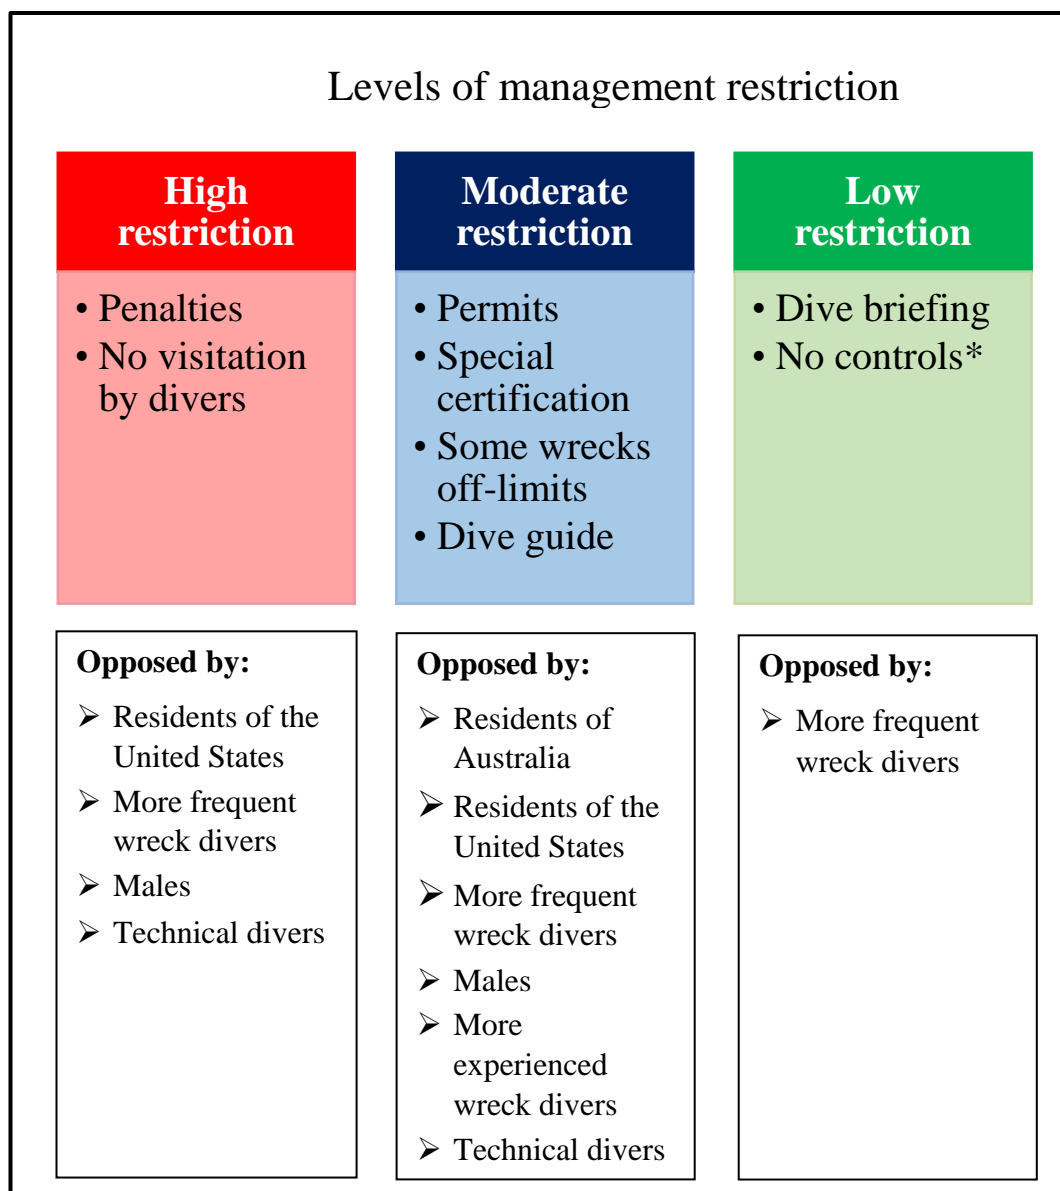 Levels of management restriction
High
restriction
• Penalties
• No visitation
by divers
Moderate
restriction
• Permits
• Special
certification
• Some wrecks
off-limits
• Dive guide
Low
restriction
• Dive briefing
• No controls*
Opposed by:
➢ Residents of the
United States
➢ More frequent
wreck divers
➢ Males
➢ Technical divers
Opposed by:
➢ Residents of
Australia
➢ Residents of the
United States
➢ More frequent
wreck divers
➢ Males
➢ More
experienced
wreck divers
➢ Technical divers
Opposed by:
➢ More frequent
wreck divers